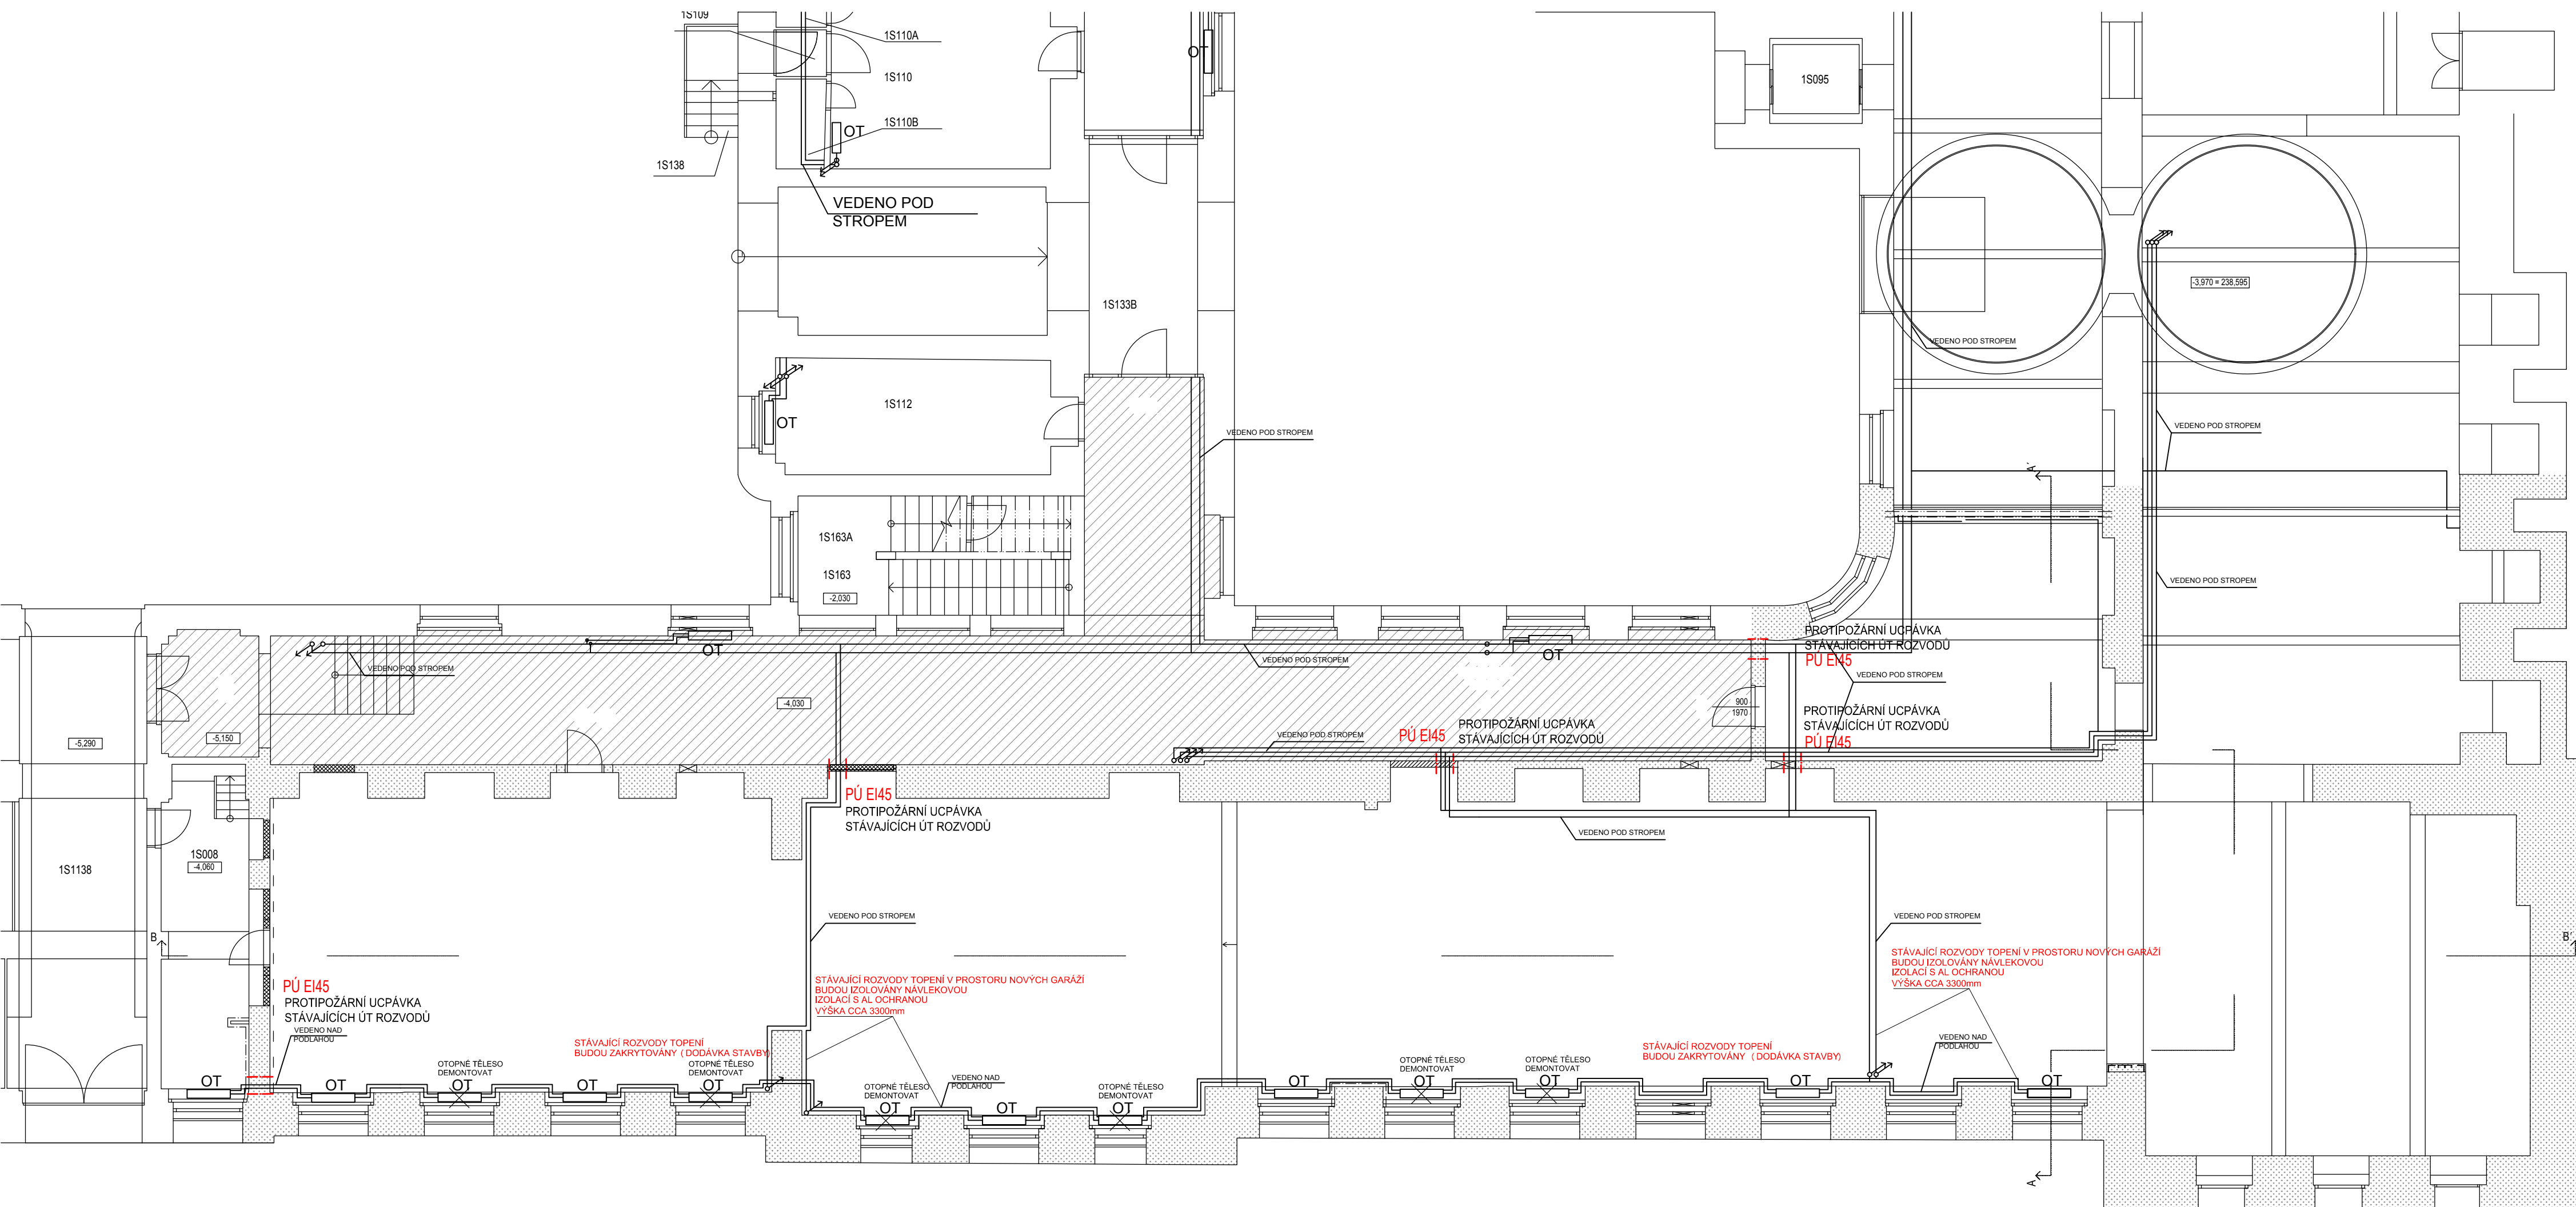 1S109
1S110A
1S110
OT
1S095
1S110B
OT
1S138
VEDENO POD
STROPEM
-3,970 = 238,595
1S133B
VEDENO POD STROPEM
1S112
OT
VEDENO POD STROPEM
VEDENO POD STROPEM
A'
1S163A
1S163
-2,030
VEDENO POD STROPEM
PROTIPOŽÁRNÍ UCPÁVKA
STÁVAJÍCÍCH ÚT ROZVODŮ
PÚ EI45
OT
OT
VEDENO POD STROPEM
VEDENO POD STROPEM
VEDENO POD STROPEM
-4,030
900
1970
-5,290
-5,150
PROTIPOŽÁRNÍ UCPÁVKA
STÁVAJÍCÍCH ÚT ROZVODŮ
PÚ EI45
PROTIPOŽÁRNÍ UCPÁVKA
STÁVAJÍCÍCH ÚT ROZVODŮ
PÚ EI45
VEDENO POD STROPEM
PÚ EI45
PROTIPOŽÁRNÍ UCPÁVKA
STÁVAJÍCÍCH ÚT ROZVODŮ
VEDENO POD STROPEM
1S008
-4,060
1S1138
VEDENO POD STROPEM
VEDENO POD STROPEM
B
B'
STÁVAJÍCÍ ROZVODY TOPENÍ V PROSTORU NOVÝCH GARÁŽÍ
BUDOU IZOLOVÁNY NÁVLEKOVOU
IZOLACÍ S AL OCHRANOU
VÝŠKA CCA 3300mm
STÁVAJÍCÍ ROZVODY TOPENÍ V PROSTORU NOVÝCH GARÁŽÍ
BUDOU IZOLOVÁNY NÁVLEKOVOU
IZOLACÍ S AL OCHRANOU
VÝŠKA CCA 3300mm
PÚ EI45
PROTIPOŽÁRNÍ UCPÁVKA
STÁVAJÍCÍCH ÚT ROZVODŮ
VEDENO NAD
PODLAHOU
STÁVAJÍCÍ ROZVODY TOPENÍ
BUDOU ZAKRYTOVÁNY ( DODÁVKA STAVBY)
STÁVAJÍCÍ ROZVODY TOPENÍ
BUDOU ZAKRYTOVÁNY ( DODÁVKA STAVBY)
VEDENO NAD
PODLAHOU
OTOPNÉ TĚLESO
DEMONTOVAT
OTOPNÉ TĚLESO
DEMONTOVAT
OTOPNÉ TĚLESO
DEMONTOVAT
OTOPNÉ TĚLESO
DEMONTOVAT
OT
OT
OT
OT
OT
OTOPNÉ TĚLESO
DEMONTOVAT
VEDENO NAD
PODLAHOU
OTOPNÉ TĚLESO
DEMONTOVAT
OT
OT
OT
OT
OT
OT
OT
OT
A